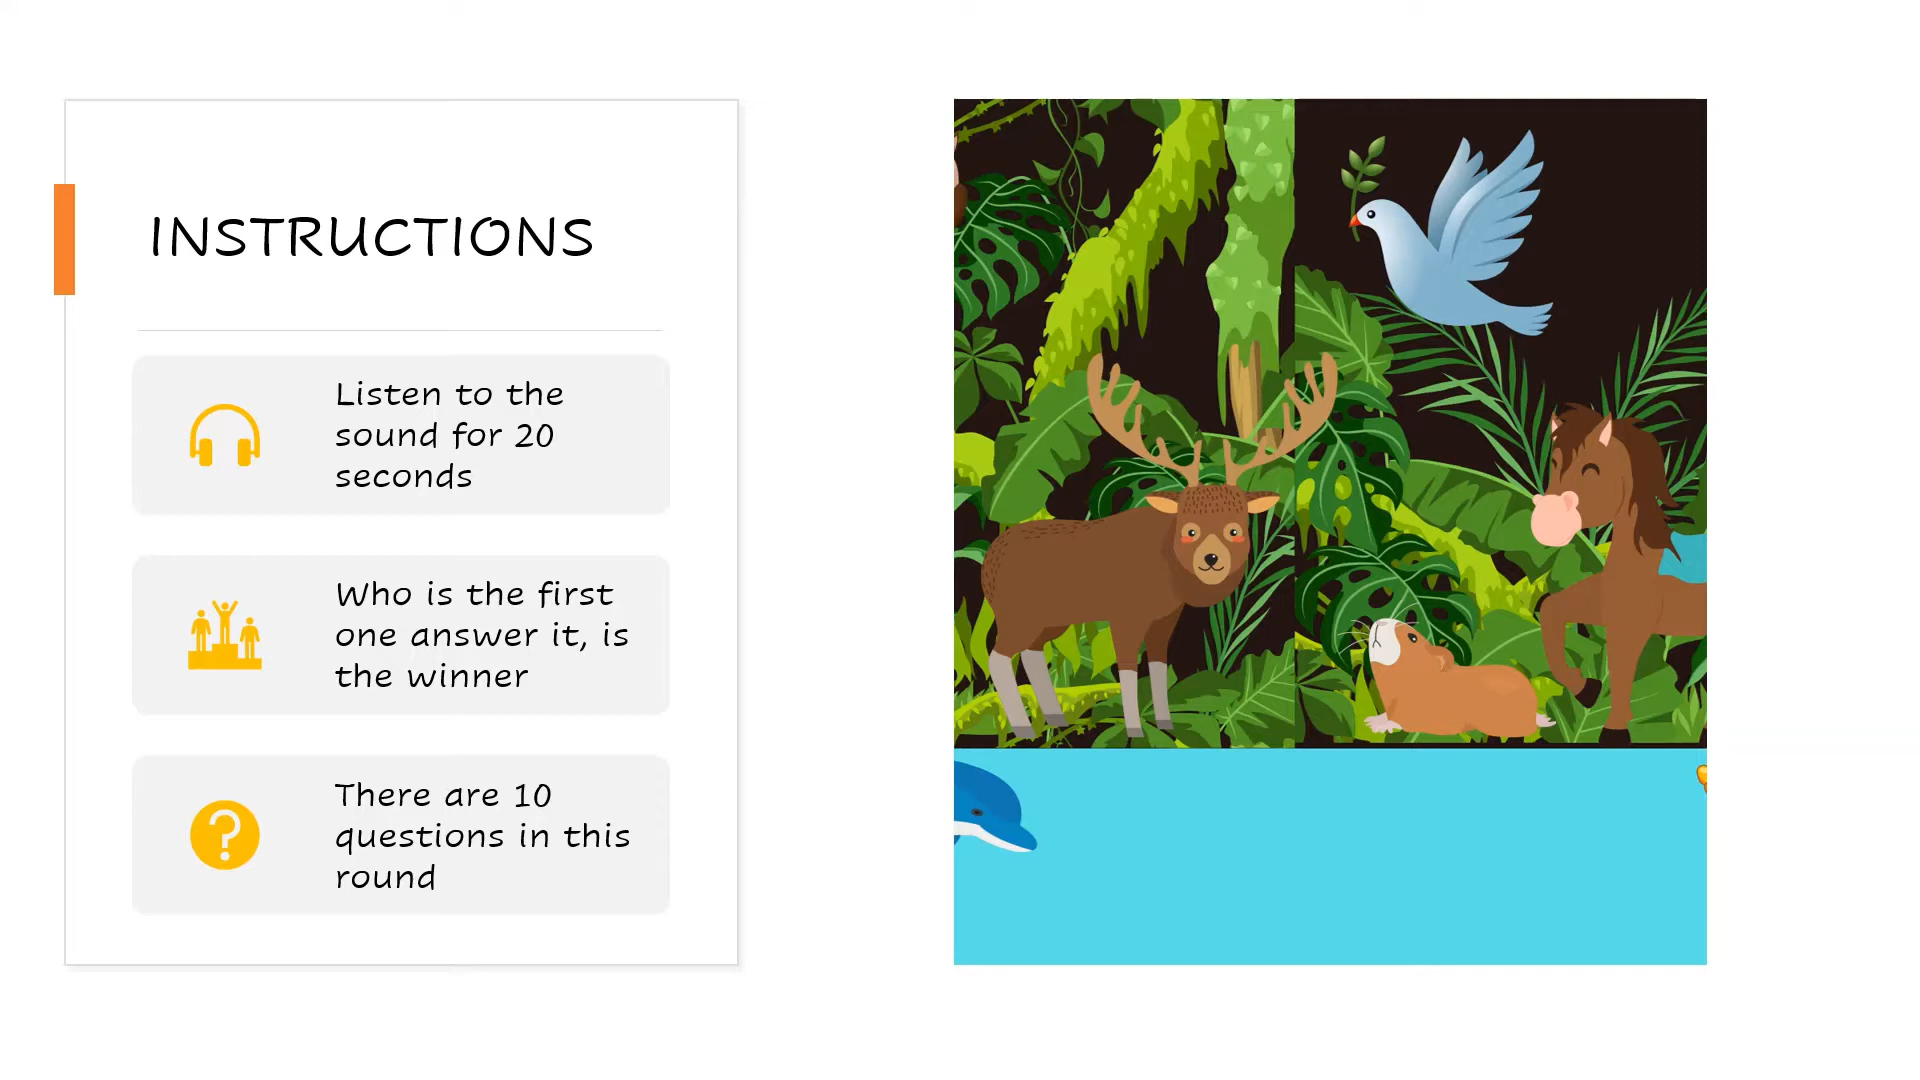 INSTRUCTIONS
Listen to the
sound for 20
seconds
Who is the first
one answer it, is
the winner
There are 10
questions in this
round